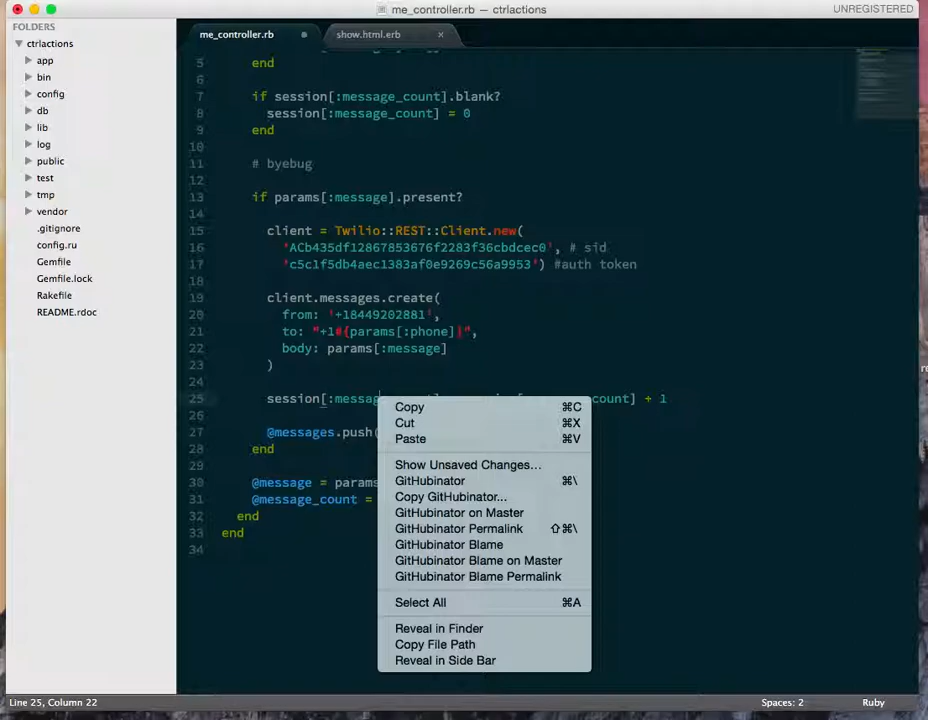 me_controller.rb — ctrlactions
UNREGISTERED
FOLDERS
ctrlactions
app
bin
config
db
lib
log
public
test
tmp
vendor
.gitignore
config.ru
Gemfile
Gemfile.lock
Rakefile
README.rdoc
me_controller.rb
show.html.erb
5 end
6
7 if session[:message_count].blank?
8 session[:message_count] = 0
9 end
10
11 # byebug
12
13 if params[:message].present?
14
15 client = Twilio::REST::Client.new(
16 'ACb435df12867853676f2283f36cbdcec0', # sid
17 'c5c1f5db4aec1383af0e9269c56a9953') #auth token
18
19 client.messages.create(
20 from: '+18449202881',
21 to: "+1#{params[:phone]}",
22 body: params[:message]
23 )
24
25 session[:messag count] + 1
26
27 @messages.push(
28 end
29
30 @message = params
31 @message_count =
32 end
33 end
34
Copy ⌘C
Cut ⌘X
Paste ⌘V
Show Unsaved Changes...
GitHubinator ⌘\
Copy GitHubinator...
GitHubinator on Master
GitHubinator Permalink ⇧⌘\
GitHubinator Blame
GitHubinator Blame on Master
GitHubinator Blame Permalink
Select All ⌘A
Reveal in Finder
Copy File Path
Reveal in Side Bar
Line 25, Column 22
Spaces: 2
Ruby